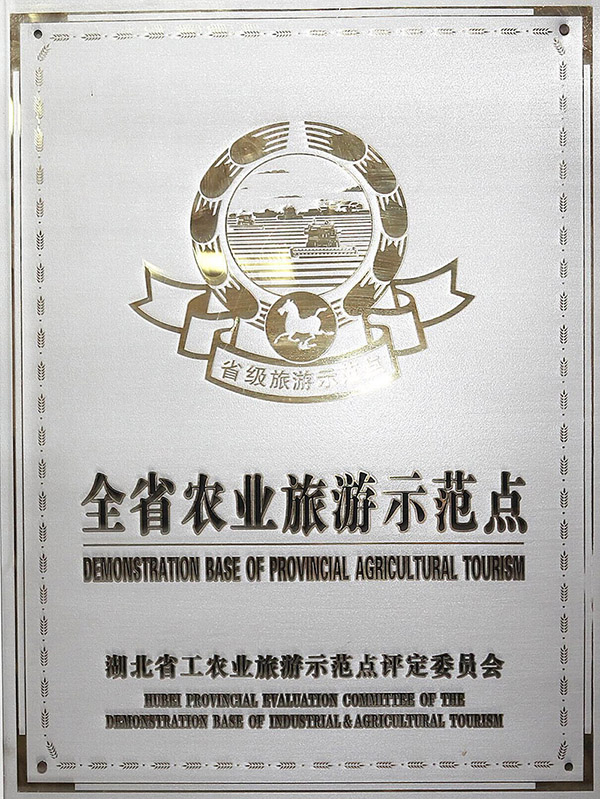 省级旅游示范点
全省农业旅游示范点
DEMONSTRATION BASE OF PROVINCIAL AGRICULTURAL TOURISM
湖北省工农业旅游示范点评定委员会
HUBEI PROVINCIAL EVALUATION COMMITTEE OF THE
DEMONSTRATION BASE OF INDUSTRIAL & AGRICULTURAL TOURISM